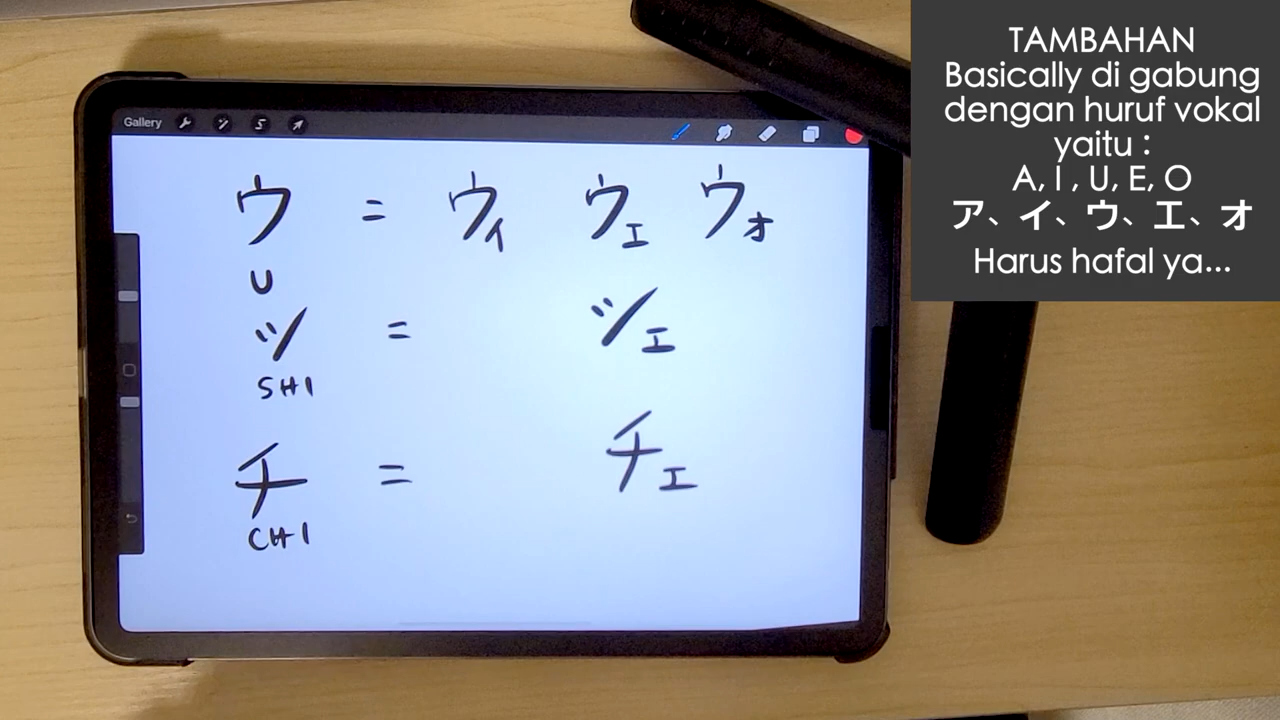 Gallery
TAMBAHAN
Basically di gabung
dengan huruf vokal
yaitu :
A, I , U, E, O
ア、イ、ウ、エ、オ
Harus hafal ya...
ウ = ウィ ウェ ウォ
U
ツ = ツェ
SHI
チ = チェ
CHI